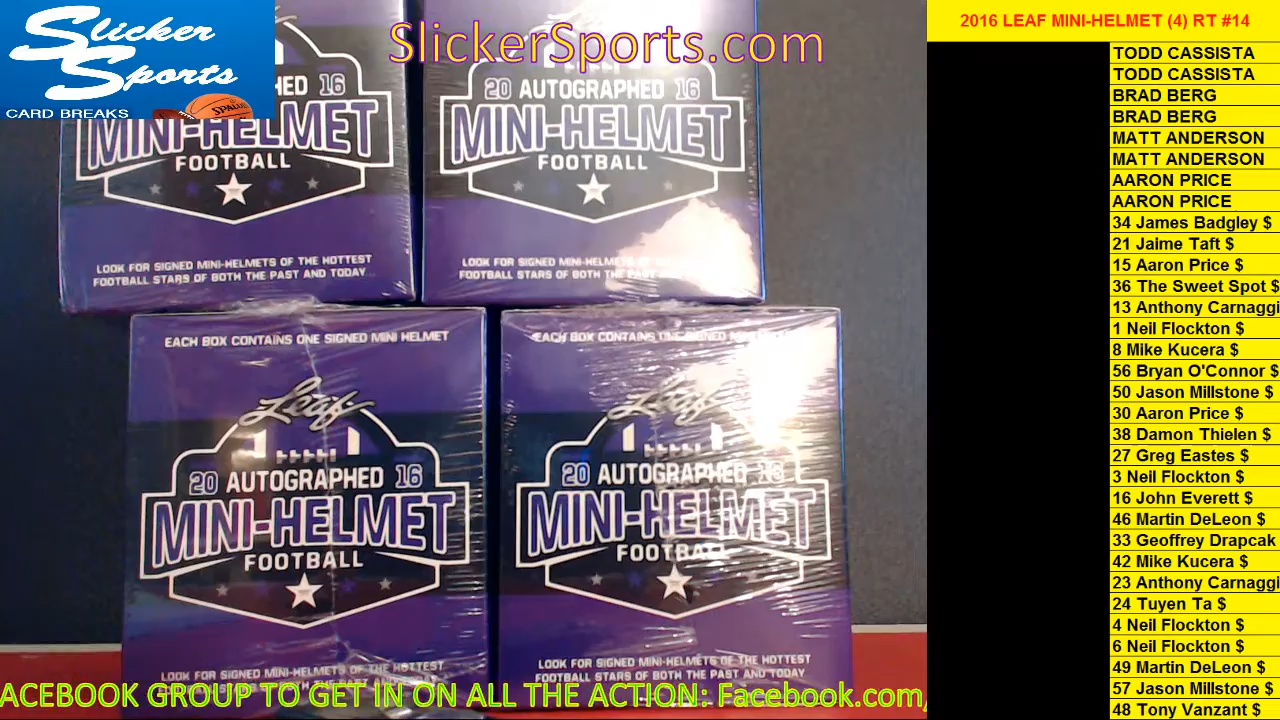 Slicker
Sports
CARD BREAKS
SPALDING
SlickerSports.com
HED 16
MINI-HELMET
FOOTBALL
LOOK FOR SIGNED MINI-HELMETS OF THE HOTTEST
FOOTBALL STARS OF BOTH THE PAST AND TODAY
20 AUTOGRAPHED 16
MINI-HELMET
FOOTBALL
LOOK FOR SIGNED MINI-HELMETS OF THE HOTTEST
FOOTBALL STARS OF BOTH THE PAST AND
EACH BOX CONTAINS ONE SIGNED MINI HELMET
Leaf
20 AUTOGRAPHED 16
MINI-HELMET
FOOTBALL
LOOK FOR SIGNED MINI-HELMETS OF THE HOTTEST
EACH BOX CONTAINS ONE SIGNED MINI HELMET
Leaf
20 AUTOGRAPHED 16
MINI-HELMET
FOOTBALL
LOOK FOR SIGNED MINI-HELMETS OF THE HOTTEST
FOOTBALL STARS OF BOTH THE PAST AND TODAY
ACEBOOK GROUP TO GET IN ON ALL THE ACTION: Facebook.com/
2016 LEAF MINI-HELMET (4) RT #14
TODD CASSISTA
TODD CASSISTA
BRAD BERG
BRAD BERG
MATT ANDERSON
MATT ANDERSON
AARON PRICE
AARON PRICE
34 James Badgley $
21 Jaime Taft $
15 Aaron Price $
36 The Sweet Spot $
13 Anthony Carnaggi
1 Neil Flockton $
8 Mike Kucera $
56 Bryan O'Connor $
50 Jason Millstone $
30 Aaron Price $
38 Damon Thielen $
27 Greg Eastes $
3 Neil Flockton $
16 John Everett $
46 Martin DeLeon $
33 Geoffrey Drapcak
42 Mike Kucera $
23 Anthony Carnaggi
24 Tuyen Ta $
4 Neil Flockton $
6 Neil Flockton $
49 Martin DeLeon $
57 Jason Millstone $
48 Tony Vanzant $